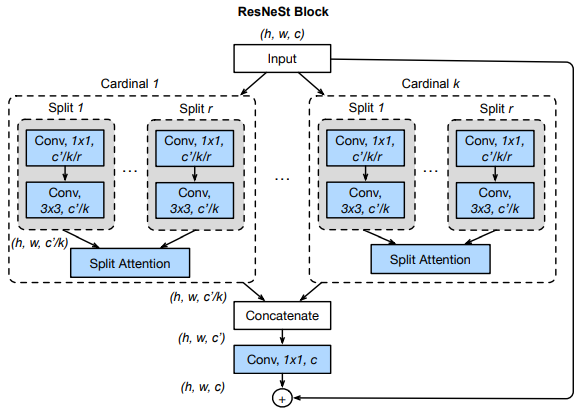 ResNeSt Block
(h, w, c)
Input
Cardinal 1
Cardinal k
Split 1
Split r
Split 1
Split r
Conv, 1x1,
c'/k/r
Conv, 1x1,
c'/k/r
Conv, 1x1,
c'/k/r
Conv, 1x1,
c'/k/r
...
...
...
Conv,
3x3, c'/k
Conv,
3x3, c'/k
Conv,
3x3, c'/k
Conv,
3x3, c'/k
(h, w, c'/k)
Split Attention
Split Attention
(h, w, c'/k)
Concatenate
(h, w, c')
Conv, 1x1, c
(h, w, c)
+